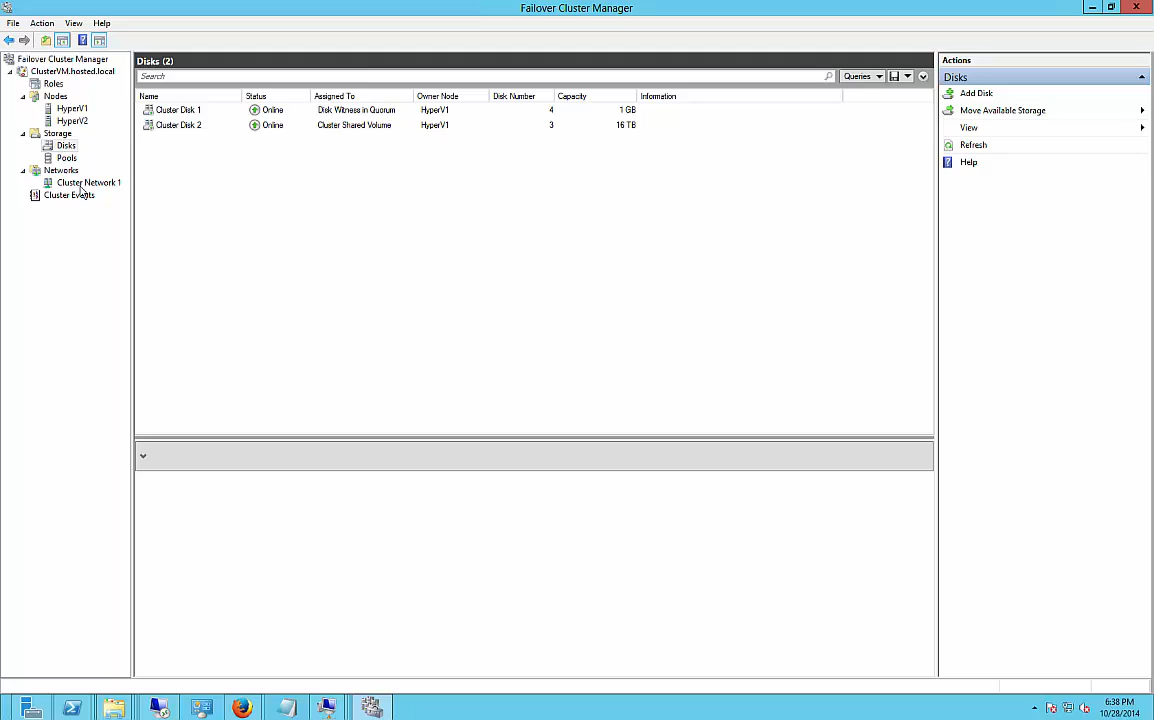 Failover Cluster Manager
File Action View Help
Failover Cluster Manager
ClusterVM.hosted.local
Roles
Nodes
HyperV1
HyperV2
Storage
Disks
Pools
Networks
Cluster Network 1
Cluster Events
Disks (2)
Search
Queries
Name Status Assigned To Owner Node Disk Number Capacity Information
Cluster Disk 1 Online Disk Witness in Quorum HyperV1 4 1 GB
Cluster Disk 2 Online Cluster Shared Volume HyperV1 3 16 TB
Actions
Disks
Add Disk
Move Available Storage
View
Refresh
Help
6:38 PM
10/28/2014